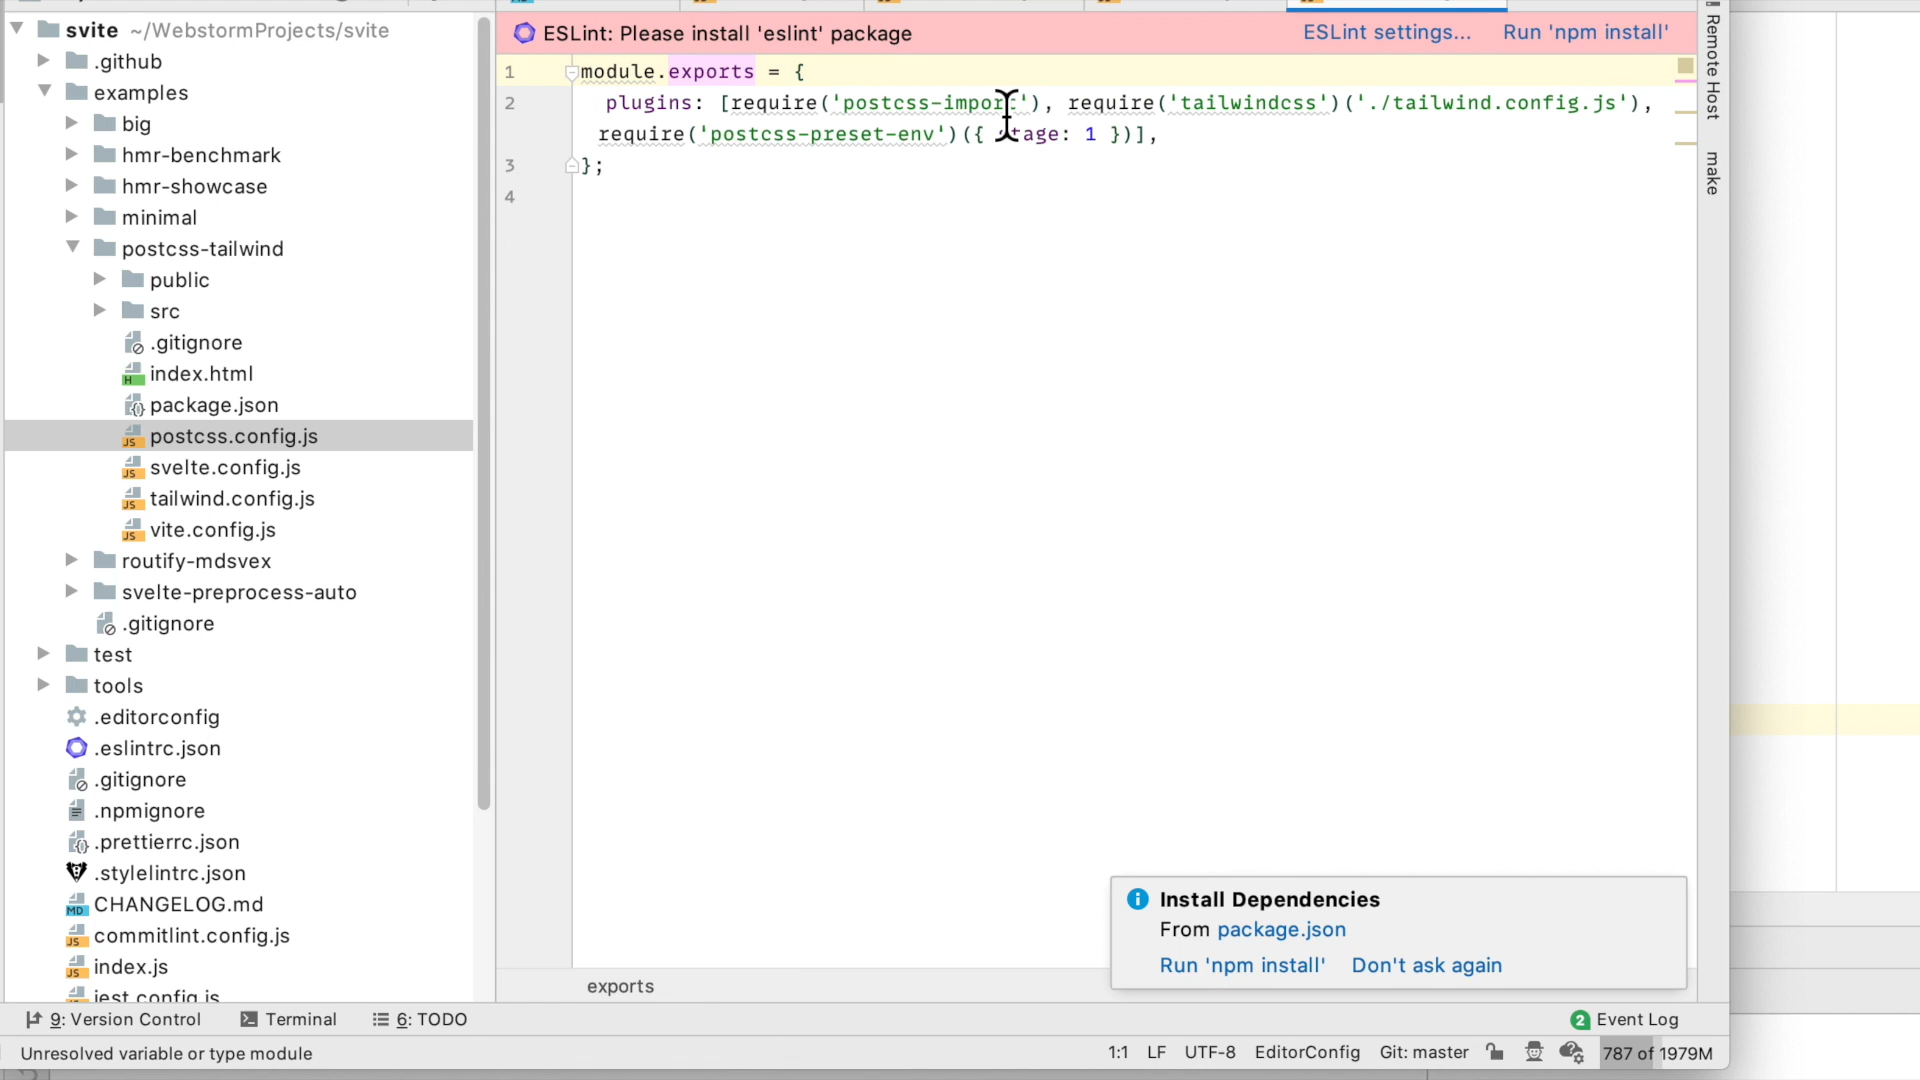 svite ~/WebstormProjects/svite
.github
examples
big
hmr-benchmark
hmr-showcase
minimal
postcss-tailwind
public
src
.gitignore
index.html
package.json
postcss.config.js
svelte.config.js
tailwind.config.js
vite.config.js
routify-mdsvex
svelte-preprocess-auto
.gitignore
test
tools
.editorconfig
.eslintrc.json
.gitignore
.npmignore
.prettierrc.json
.stylelintrc.json
CHANGELOG.md
commitlint.config.js
index.js
jest.config.js
ESLint: Please install 'eslint' package
ESLint settings... Run 'npm install'
1 module.exports = {
2 plugins: [require('postcss-import'), require('tailwindcss')('./tailwind.config.js'),
require('postcss-preset-env')({ stage: 1 })],
3 };
4
Remote Host
make
Install Dependencies
From package.json
Run 'npm install' Don't ask again
exports
9: Version Control Terminal 6: TODO
2 Event Log
Unresolved variable or type module
1:1 LF UTF-8 EditorConfig Git: master 787 of 1979M